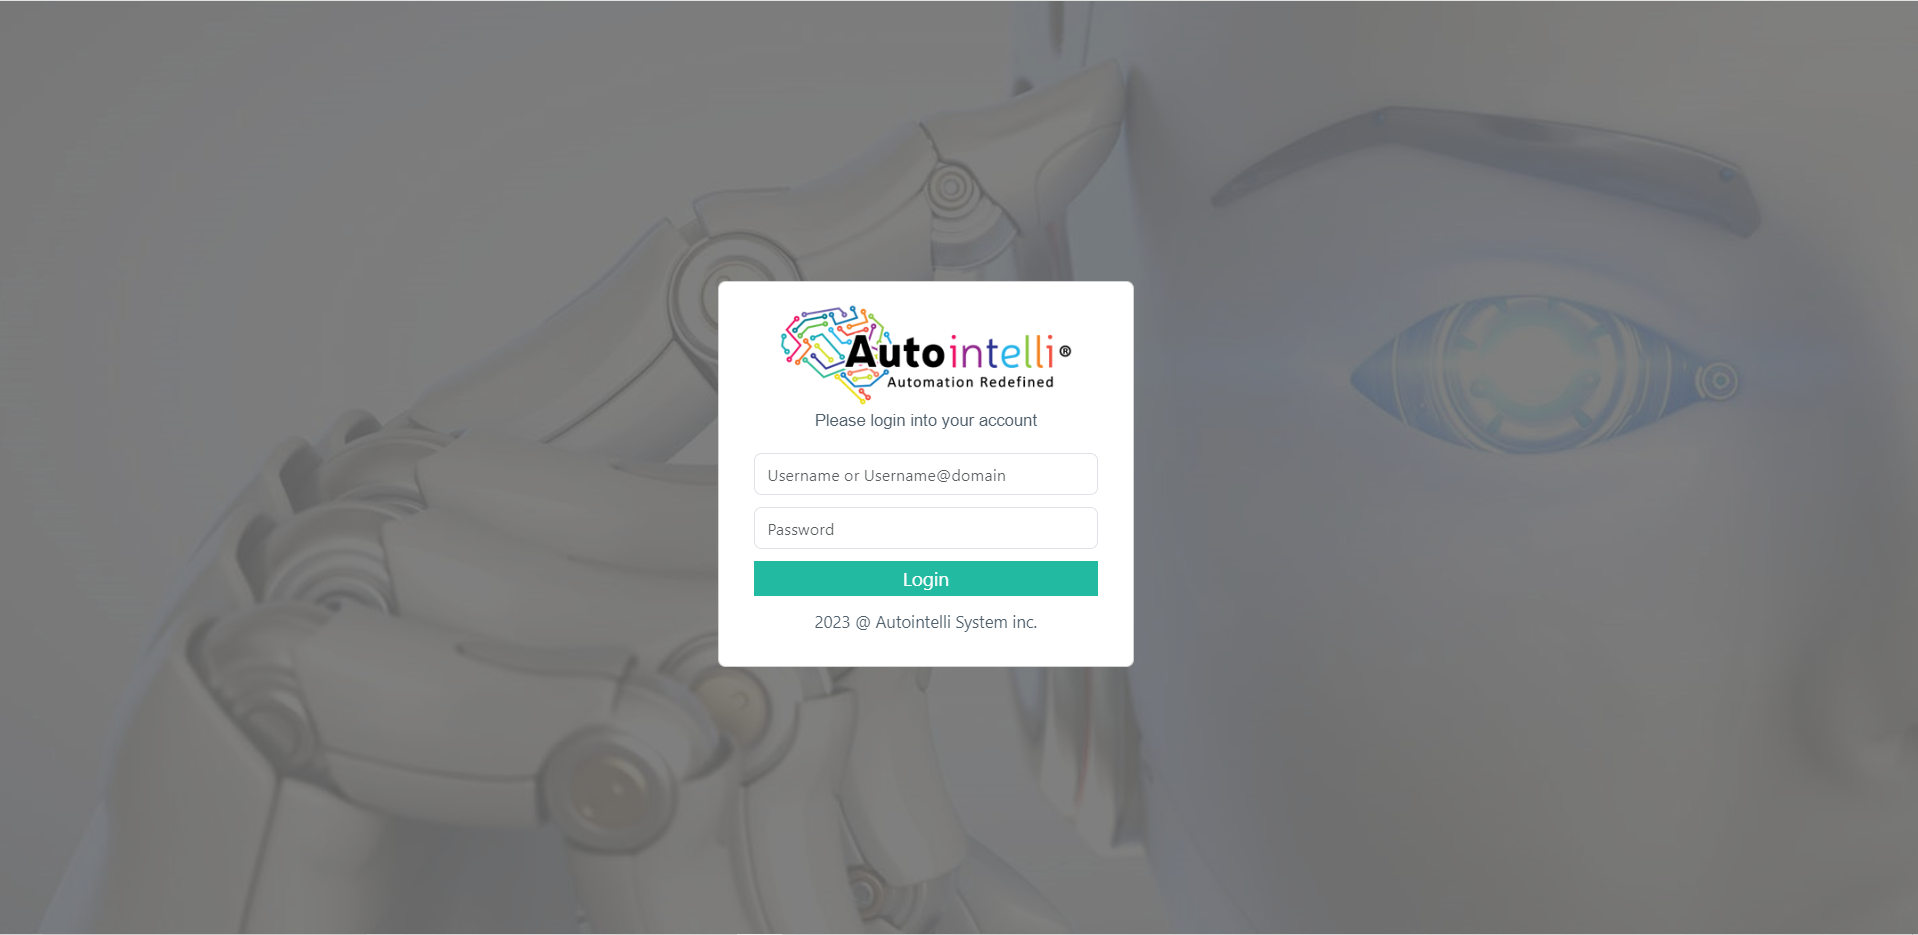 Autointelli®
Automation Redefined
Please login into your account
Username or Username@domain
Password
Login
2023 @ Autointelli System inc.